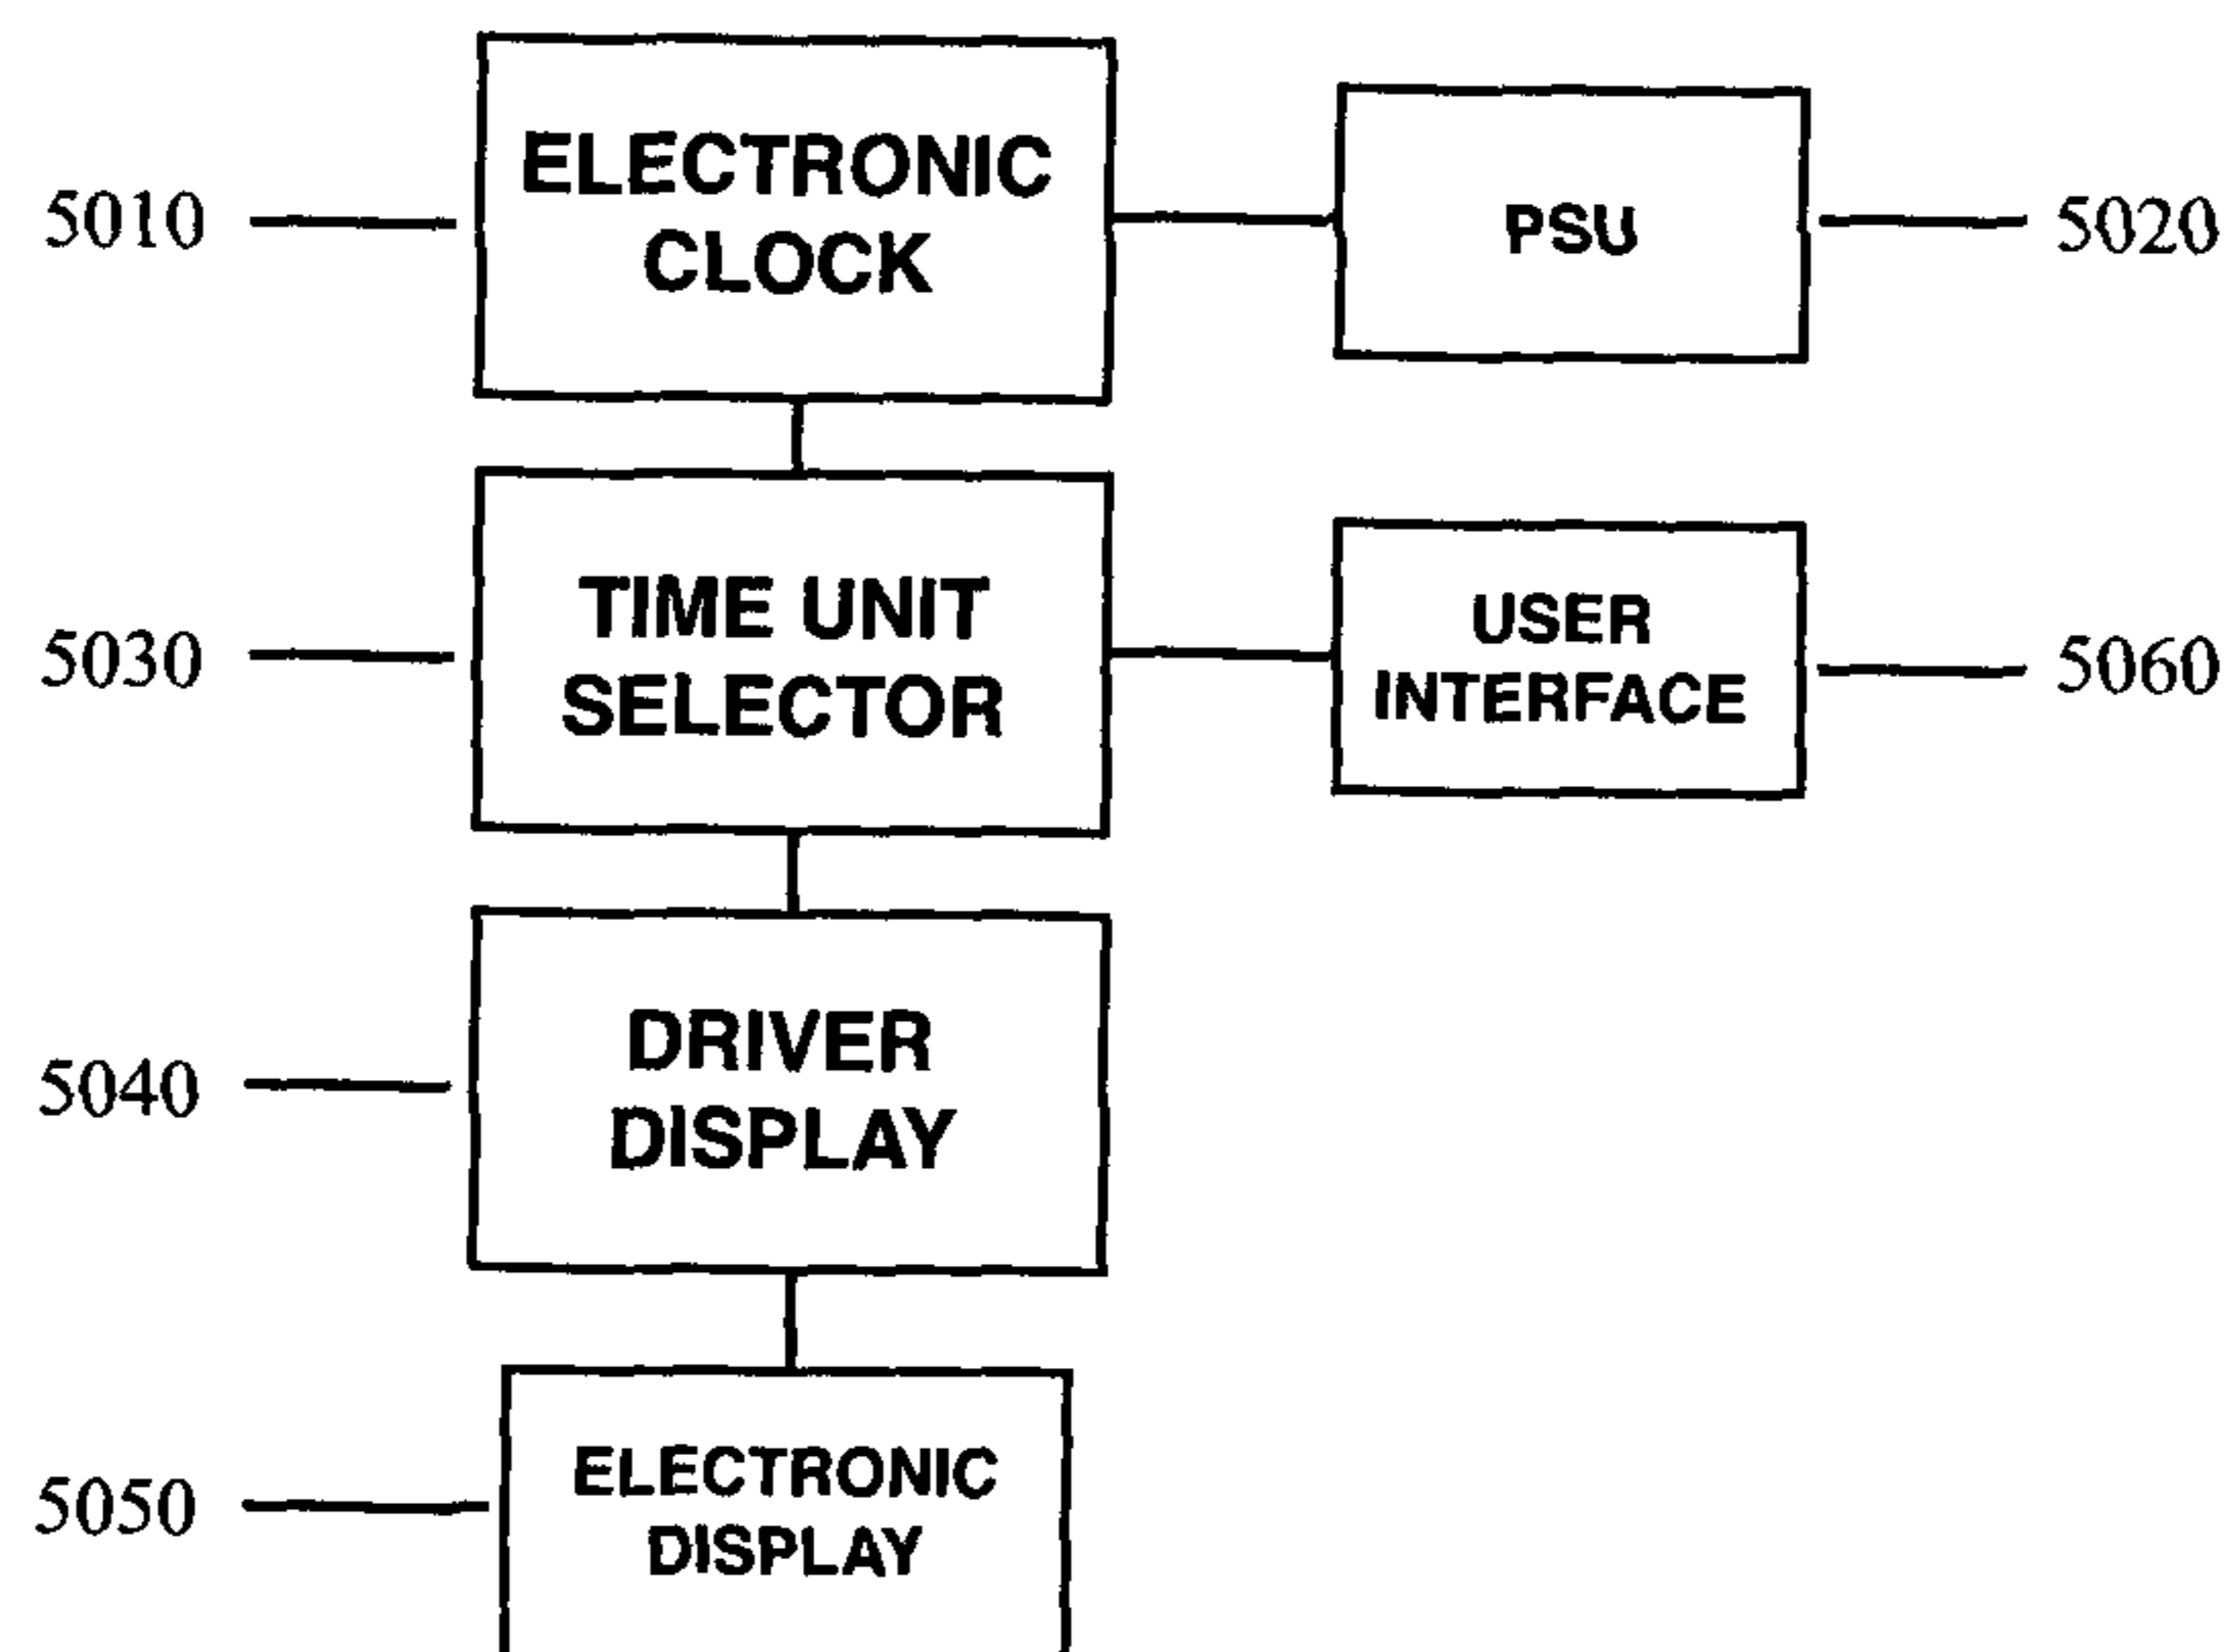 ELECTRONIC
CLOCK
5010
PSU
5020
TIME UNIT
SELECTOR
5030
USER
INTERFACE
5060
DRIVER
DISPLAY
5040
ELECTRONIC
DISPLAY
5050